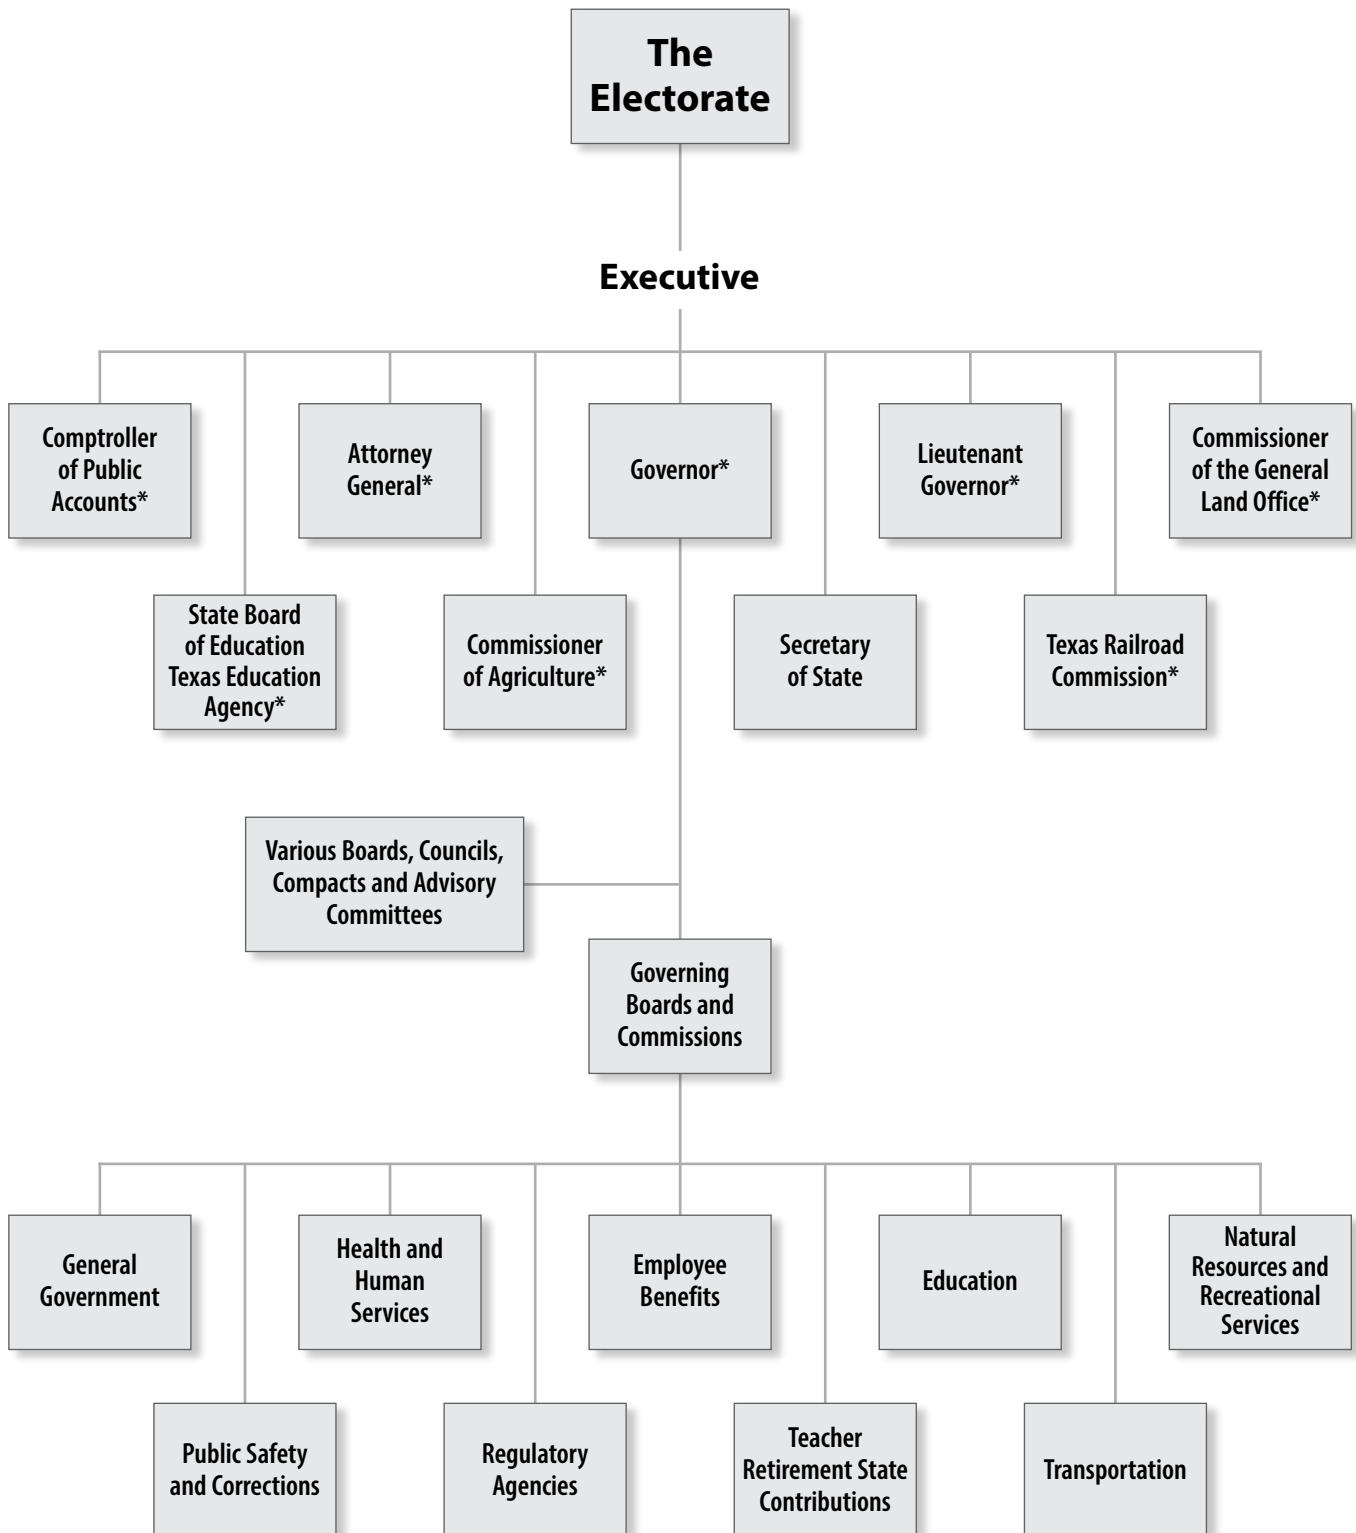 The
Electorate
Executive
Comptroller
of Public
Accounts*
Attorney
General*
Governor*
Lieutenant
Governor*
Commissioner
of the General
Land Office*
State Board
of Education
Texas Education
Agency*
Commissioner
of Agriculture*
Secretary
of State
Texas Railroad
Commission*
Various Boards, Councils,
Compacts and Advisory
Committees
Governing
Boards and
Commissions
General
Government
Health and
Human
Services
Employee
Benefits
Education
Natural
Resources and
Recreational
Services
Public Safety
and Corrections
Regulatory
Agencies
Teacher
Retirement State
Contributions
Transportation